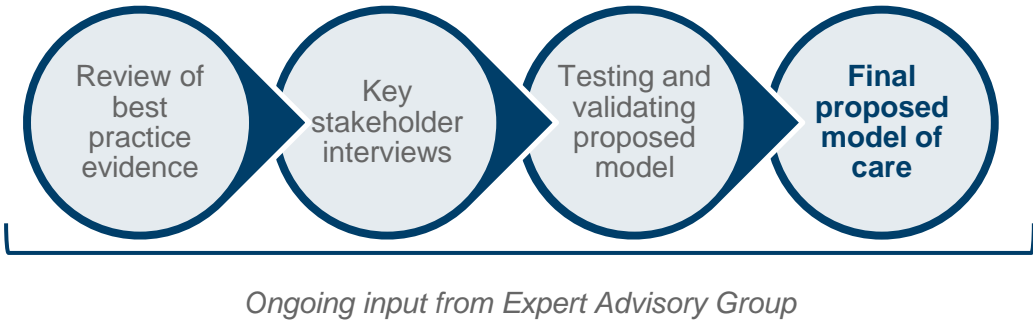 Review of
best
practice
evidence
Key
stakeholder
interviews
Testing and
validating
proposed
model
Final
proposed
model of
care
Ongoing input from Expert Advisory Group